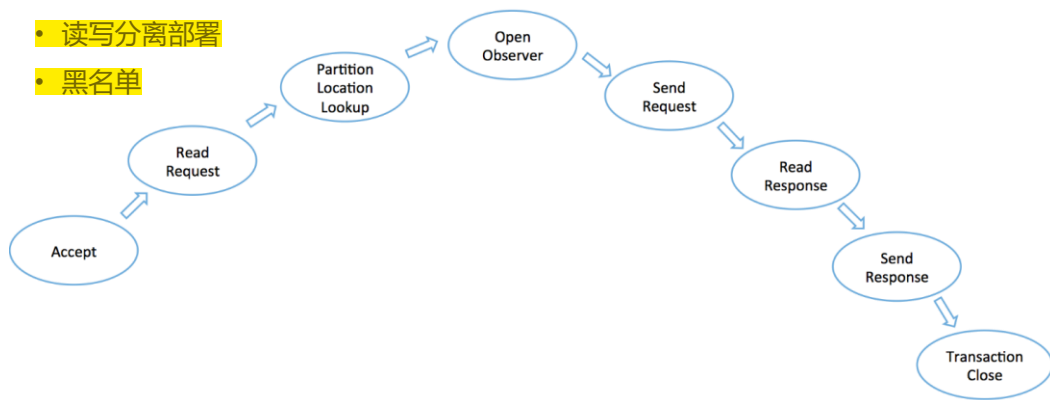 • 读写分离部署
• 黑名单
Accept
Read
Request
Partition
Location
Lookup
Open
Observer
Send
Request
Read
Response
Send
Response
Transaction
Close